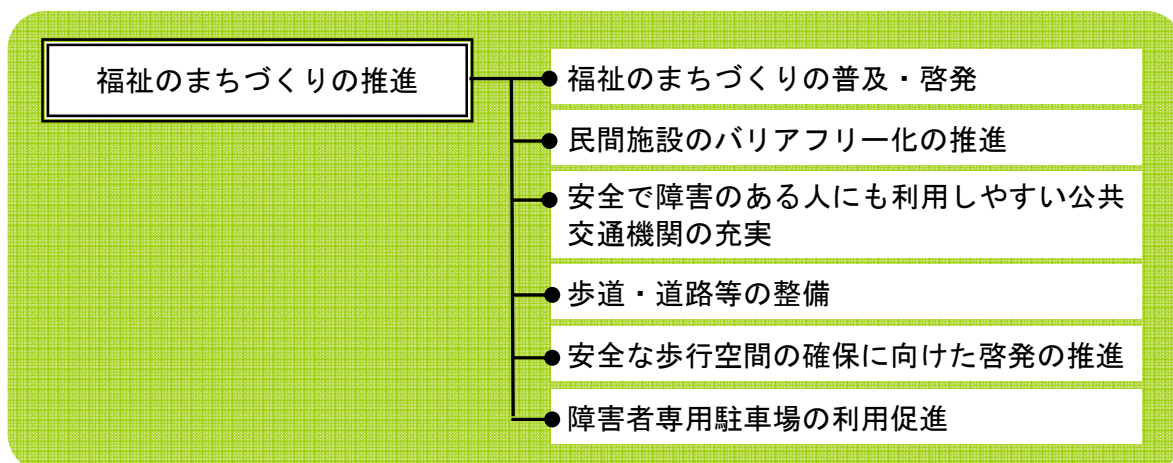 福祉のまちづくりの推進
福祉のまちづくりの普及・啓発
民間施設のバリアフリー化の推進
安全で障害のある人にも利用しやすい公共
交通機関の充実
歩道・道路等の整備
安全な歩行空間の確保に向けた啓発の推進
障害者専用駐車場の利用促進